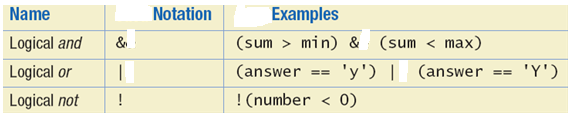 Name Notation Examples
Logical and & (sum > min) & (sum < max)
Logical or | (answer == 'y') | (answer == 'Y')
Logical not ! !(number < 0)